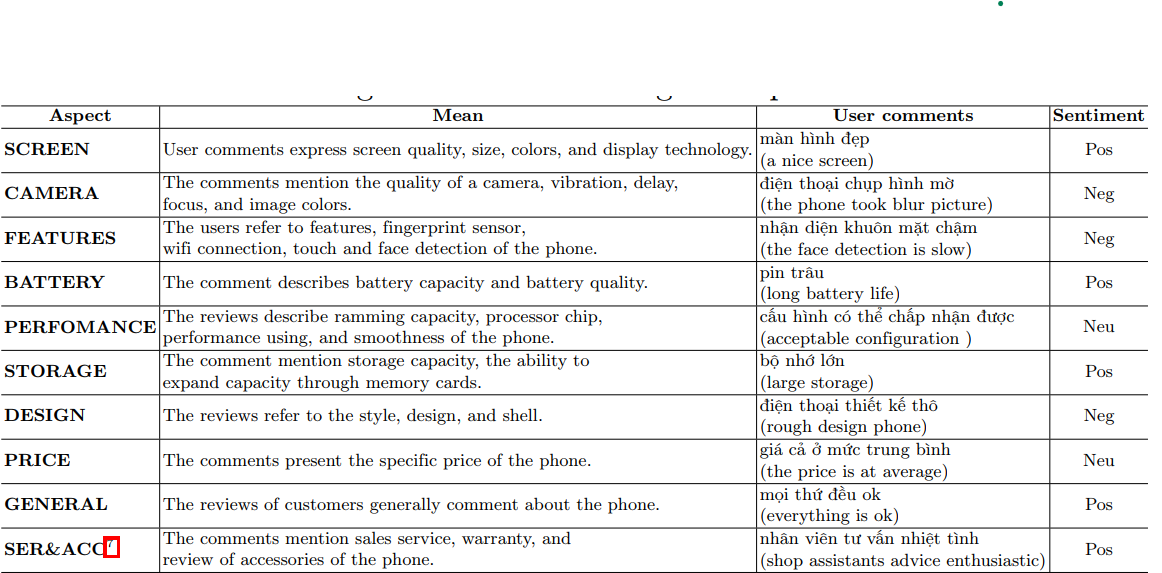 Aspect Mean User comments Sentiment
SCREEN User comments express screen quality, size, colors, and display technology. màn hình đẹp Pos
(a nice screen)
CAMERA The comments mention the quality of a camera, vibration, delay, điện thoại chụp hình mờ Neg
focus, and image colors. (the phone took blur picture)
FEATURES The users refer to features, fingerprint sensor, nhận diện khuôn mặt chậm Neg
wifi connection, touch and face detection of the phone. (the face detection is slow)
BATTERY The comment describes battery capacity and battery quality. pin trâu Pos
(long battery life)
PERFOMANCE The reviews describe ramming capacity, processor chip, cấu hình có thể chấp nhận được Neu
performance using, and smoothness of the phone. (acceptable configuration )
STORAGE The comment mention storage capacity, the ability to bộ nhớ lớn Pos
expand capacity through memory cards. (large storage)
DESIGN The reviews refer to the style, design, and shell. điện thoại thiết kế thô Neg
(rough design phone)
PRICE The comments present the specific price of the phone. giá cả ở mức trung bình Neu
(the price is at average)
GENERAL The reviews of customers generally comment about the phone. mọi thứ đều ok Pos
(everything is ok)
SER&ACC The comments mention sales service, warranty, and nhân viên tư vấn nhiệt tình Pos
review of accessories of the phone. (shop assistants advice enthusiastic)